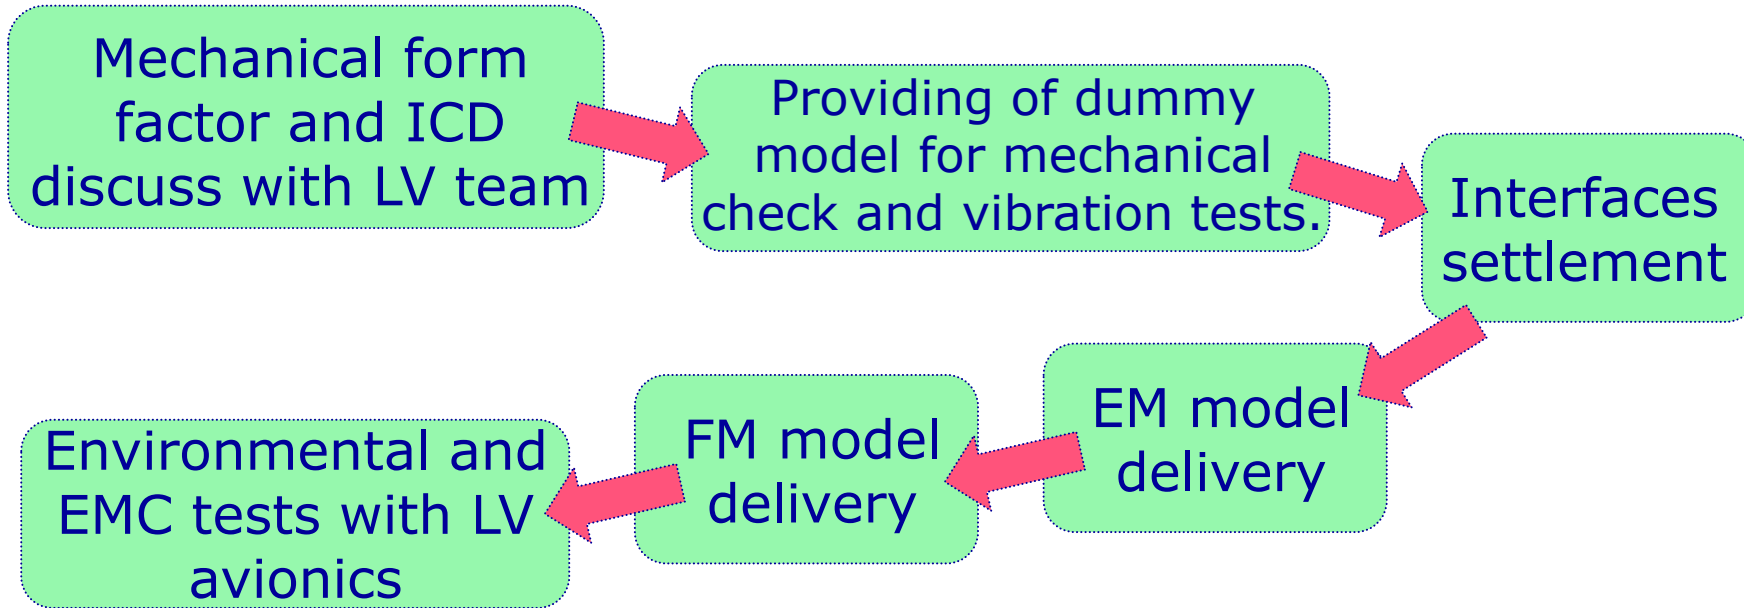 Mechanical form
factor and ICD
discuss with LV team
Providing of dummy
model for mechanical
check and vibration tests.
Interfaces
settlement
EM model
delivery
FM model
delivery
Environmental and
EMC tests with LV
avionics